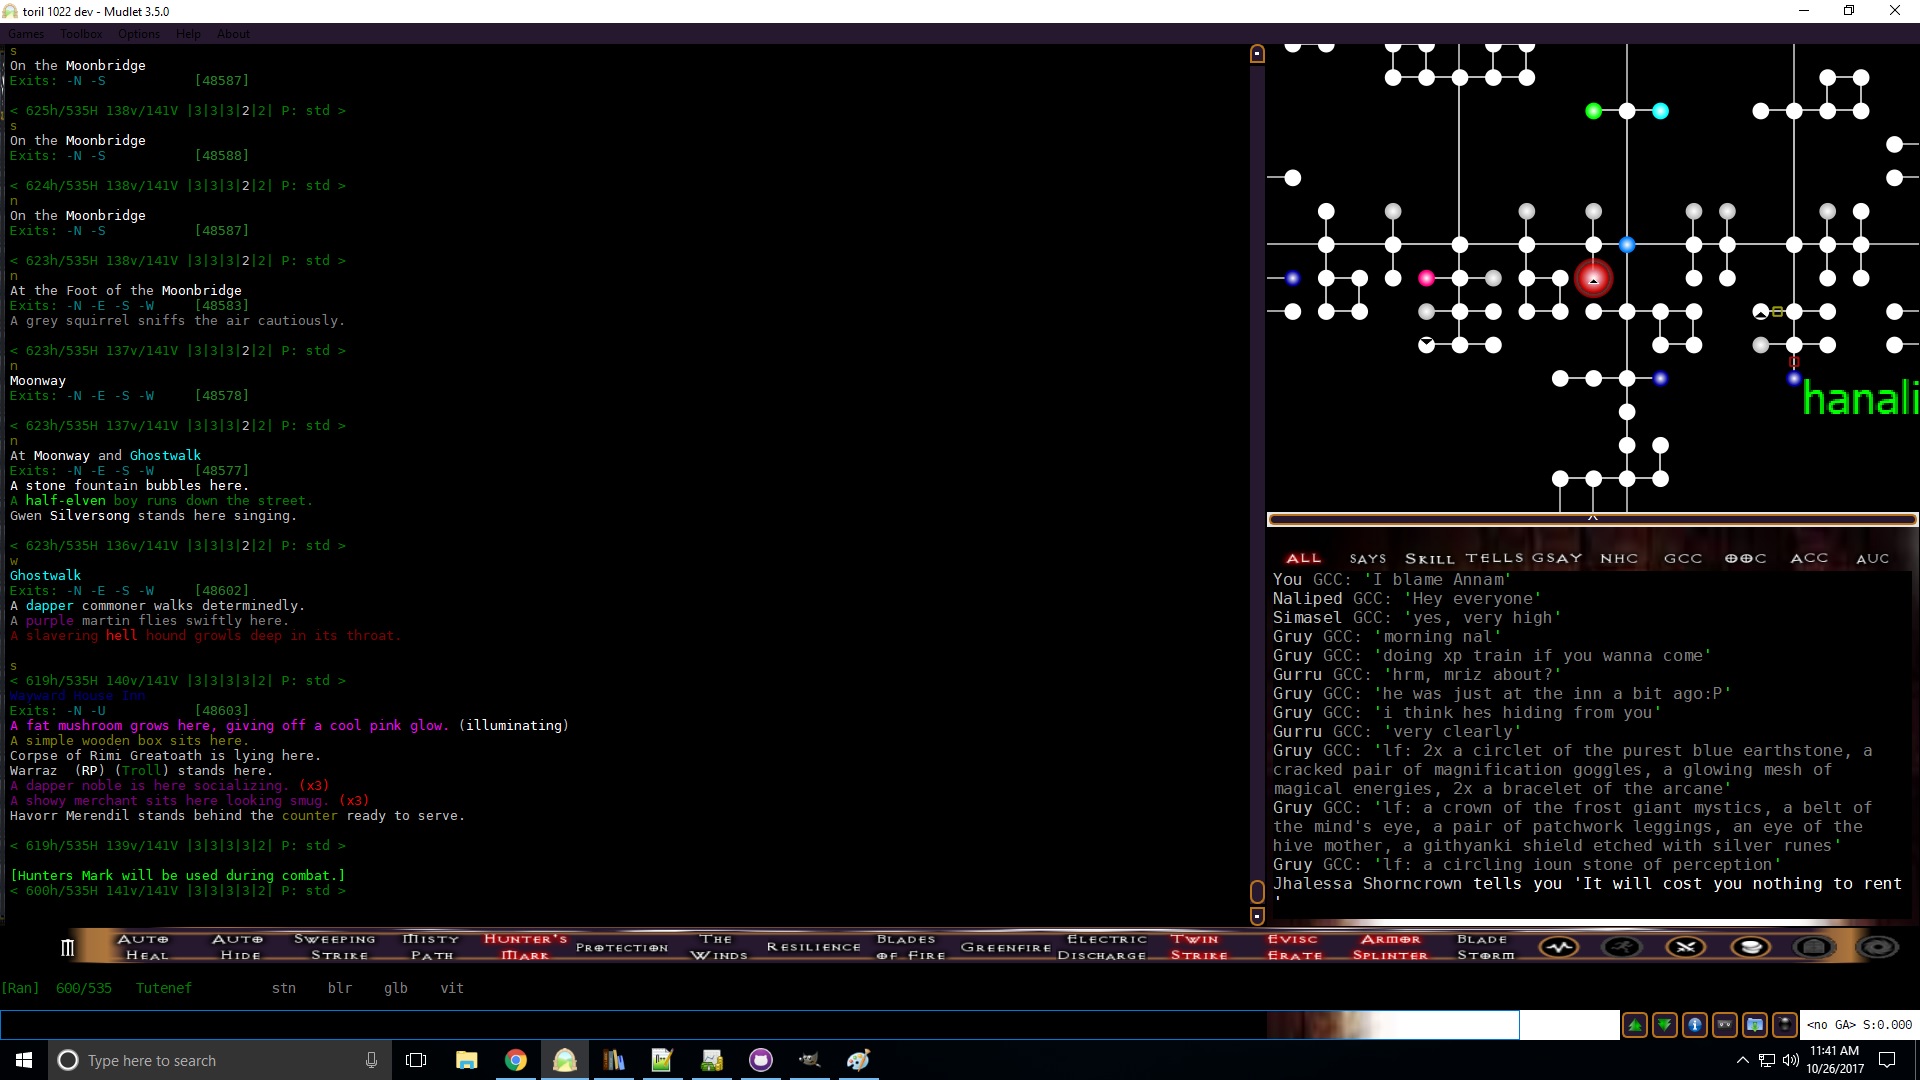 toril 1022 dev - Mudlet 3.5.0
Games Toolbox Options Help About
s
On the Moonbridge
Exits: -N -S [48587]
< 625h/535H 138v/141V |3|3|3|2|2| P: std >
s
On the Moonbridge
Exits: -N -S [48588]
< 624h/535H 138v/141V |3|3|3|2|2| P: std >
n
On the Moonbridge
Exits: -N -S [48587]
< 623h/535H 138v/141V |3|3|3|2|2| P: std >
n
At the Foot of the Moonbridge
Exits: -N -E -S -W [48583]
A grey squirrel sniffs the air cautiously.
< 623h/535H 137v/141V |3|3|3|2|2| P: std >
n
Moonway
Exits: -N -E -S -W [48578]
< 623h/535H 137v/141V |3|3|3|2|2| P: std >
n
At Moonway and Ghostwalk
Exits: -N -E -S -W [48577]
A stone fountain bubbles here.
A half-elven boy runs down the street.
Gwen Silversong stands here singing.
< 623h/535H 136v/141V |3|3|3|2|2| P: std >
w
Ghostwalk
Exits: -N -E -S -W [48602]
A dapper commoner walks determinedly.
A purple martin flies swiftly here.
A slavering hell hound growls deep in its throat.
s
< 619h/535H 140v/141V |3|3|3|3|2| P: std >
Wayward House Inn
Exits: -N -U [48603]
A fat mushroom grows here, giving off a cool pink glow. (illuminating)
A simple wooden box sits here.
Corpse of Rimi Greatoath is lying here.
Warraz (RP) (Troll) stands here.
A dapper noble is here socializing. (x3)
A showy merchant sits here looking smug. (x3)
Havorr Merendil stands behind the counter ready to serve.
< 619h/535H 139v/141V |3|3|3|3|2| P: std >
[Hunters Mark will be used during combat.]
< 600h/535H 141v/141V |3|3|3|3|2| P: std >
hanali
ALL SAYS SKILL TELLS GSAY NHC GCC OOC ACC AUC
You GCC: 'I blame Annam'
Naliped GCC: 'Hey everyone'
Simasel GCC: 'yes, very high'
Gruy GCC: 'morning nal'
Gruy GCC: 'doing xp train if you wanna come'
Gurru GCC: 'hrm, mriz about?'
Gruy GCC: 'he was just at the inn a bit ago:P'
Gruy GCC: 'i think hes hiding from you'
Gurru GCC: 'very clearly'
Gruy GCC: 'lf: 2x a circlet of the purest blue earthstone, a
cracked pair of magnification goggles, a glowing mesh of
magical energies, 2x a bracelet of the arcane'
Gruy GCC: 'lf: a crown of the frost giant mystics, a belt of
the mind's eye, a pair of patchwork leggings, an eye of the
hive mother, a githyanki shield etched with silver runes'
Gruy GCC: 'lf: a circling ioun stone of perception'
Jhalessa Shorncrown tells you 'It will cost you nothing to rent
'
AUTO HEAL
AUTO HIDE
SWEEPING STRIKE
MISTY PATH
HUNTER'S MARK
PROTECTION
THE WINDS
RESILIENCE
BLADES OF FIRE
GREENFIRE
ELECTRIC DISCHARGE
TWIN STRIKE
EVISC ERATE
ARMOR SPLINTER
BLADE STORM
[Ran] 600/535 Tutenef stn blr glb vit
<no GA> S:0.000
Type here to search
11:41 AM
10/26/2017